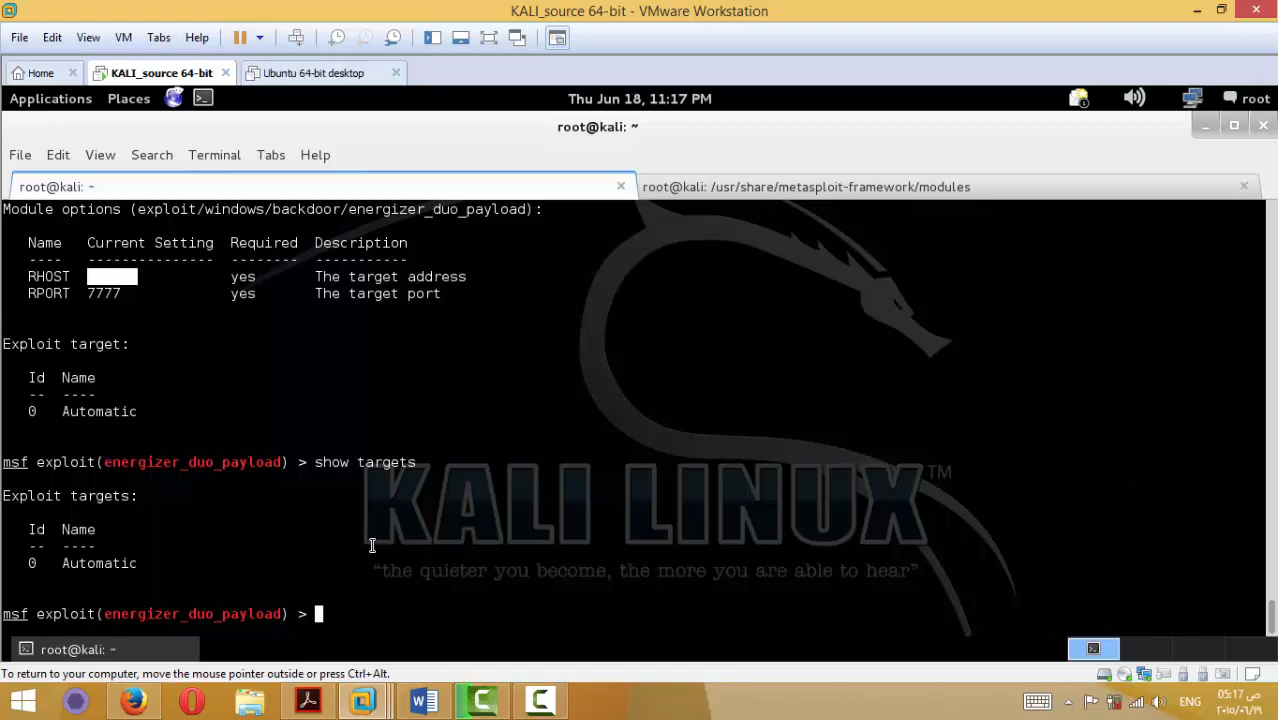 KALI_source 64-bit - VMware Workstation
File Edit View VM Tabs Help
Home KALI_source 64-bit Ubuntu 64-bit desktop
Applications Places Thu Jun 18, 11:17 PM root
root@kali: ~
File Edit View Search Terminal Tabs Help
root@kali: ~ root@kali: /usr/share/metasploit-framework/modules
Module options (exploit/windows/backdoor/energizer_duo_payload):
Name Current Setting Required Description
---- --------------- -------- -----------
RHOST yes The target address
RPORT 7777 yes The target port
Exploit target:
Id Name
-- ----
0 Automatic
msf exploit(energizer_duo_payload) > show targets
Exploit targets:
Id Name
-- ----
0 Automatic
msf exploit(energizer_duo_payload) >
KALI LINUX™
“the quieter you become, the more you are able to hear”
root@kali: ~
To return to your computer, move the mouse pointer outside or press Ctrl+Alt.
ENG 05:17 ص
٢٠١٥/٠٦/١٩